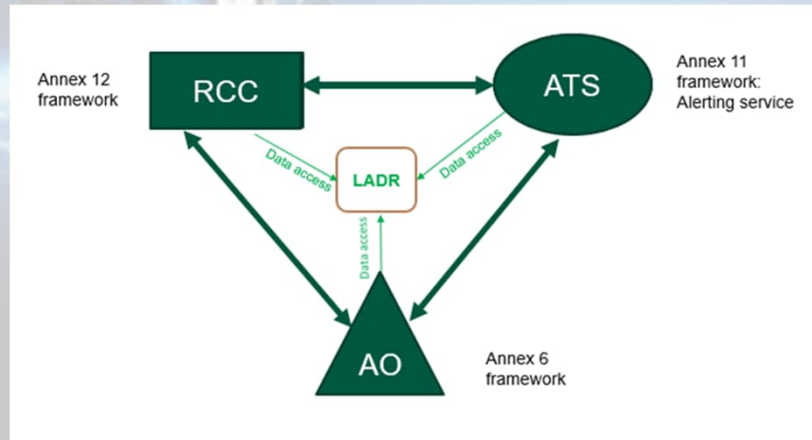 Annex 12
framework
RCC
ATS
Annex 11
framework:
Alerting service
Data access
Data access
LADR
Data access
AO
Annex 6
framework